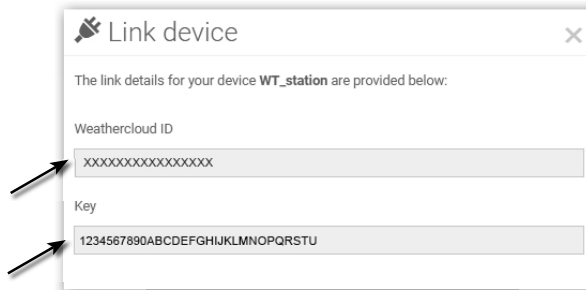 Link device
The link details for your device WT_station are provided below:
Weathercloud ID
XXXXXXXXXXXXXXXX
Key
1234567890ABCDEFGHIJKLMNOPQRSTU